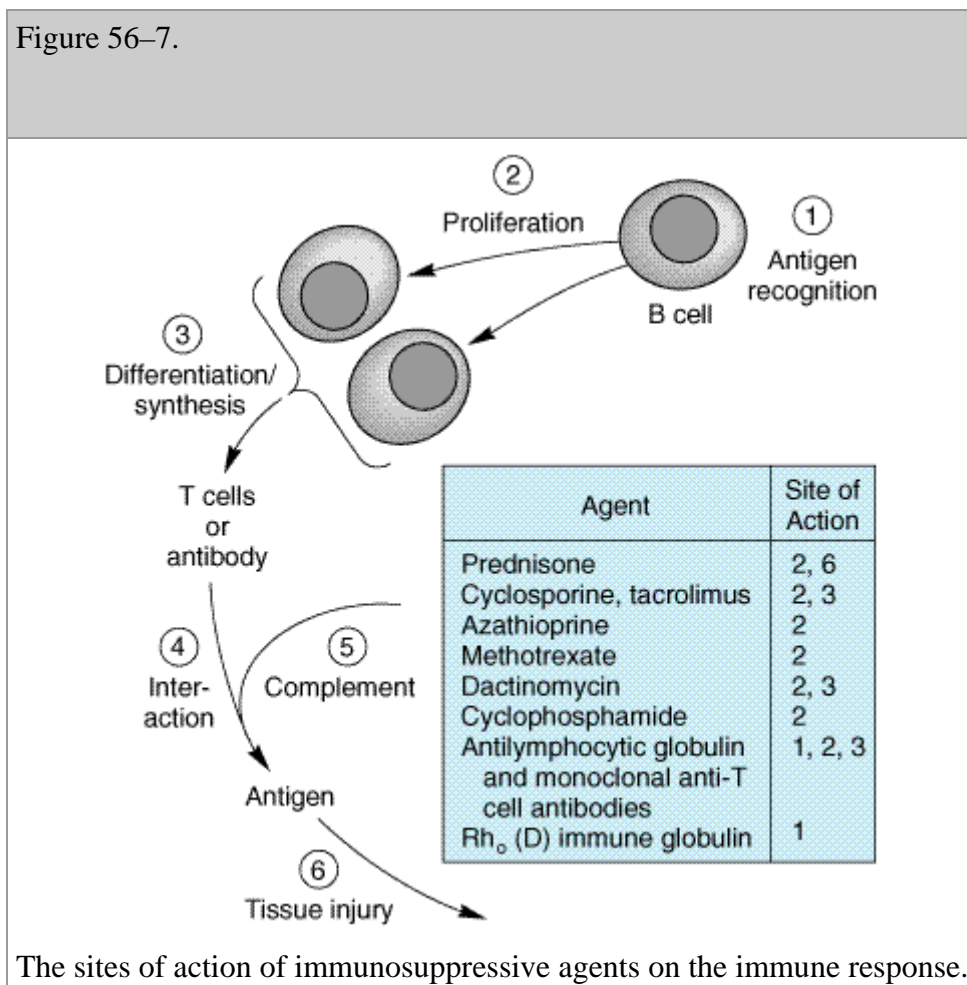 Figure 56–7.
②
Proliferation
①
Antigen
recognition
B cell
③
Differentiation/
synthesis
T cells
or
antibody
④
Inter-
action
⑤
Complement
Antigen
⑥
Tissue injury
Agent Site of
Action
Prednisone 2, 6
Cyclosporine, tacrolimus 2, 3
Azathioprine 2
Methotrexate 2
Dactinomycin 2, 3
Cyclophosphamide 2
Antilymphocytic globulin 1, 2, 3
and monoclonal anti-T
cell antibodies
Rhₒ (D) immune globulin 1
The sites of action of immunosuppressive agents on the immune response.